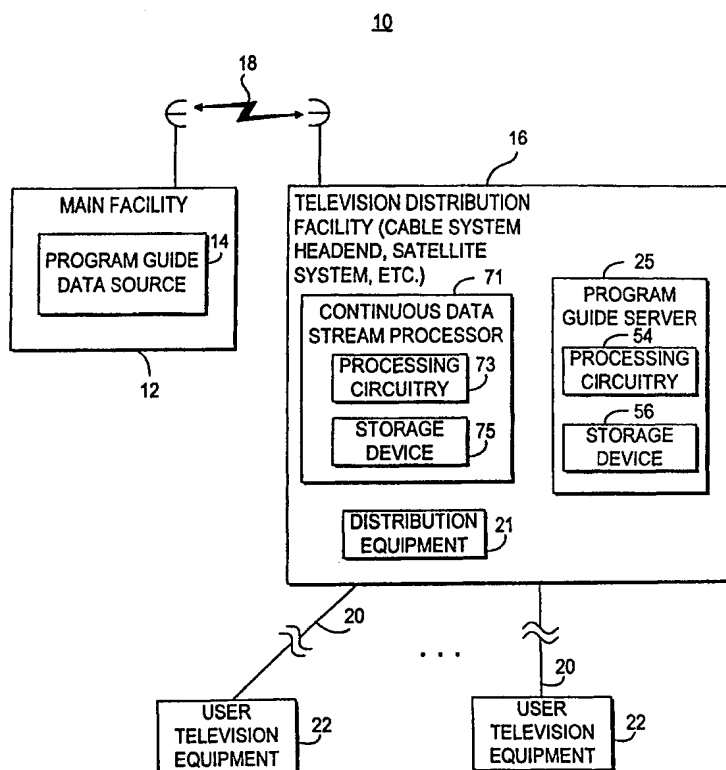 10
18
16
MAIN FACILITY
14
PROGRAM GUIDE
DATA SOURCE
12
TELEVISION DISTRIBUTION
FACILITY (CABLE SYSTEM
HEADEND, SATELLITE
SYSTEM, ETC.)
71
CONTINUOUS DATA
STREAM PROCESSOR
PROCESSING
CIRCUITRY
73
STORAGE
DEVICE
75
25
PROGRAM
GUIDE SERVER
54
PROCESSING
CIRCUITRY
56
STORAGE
DEVICE
DISTRIBUTION
EQUIPMENT
21
20
. . .
20
USER
TELEVISION
EQUIPMENT
22
USER
TELEVISION
EQUIPMENT
22